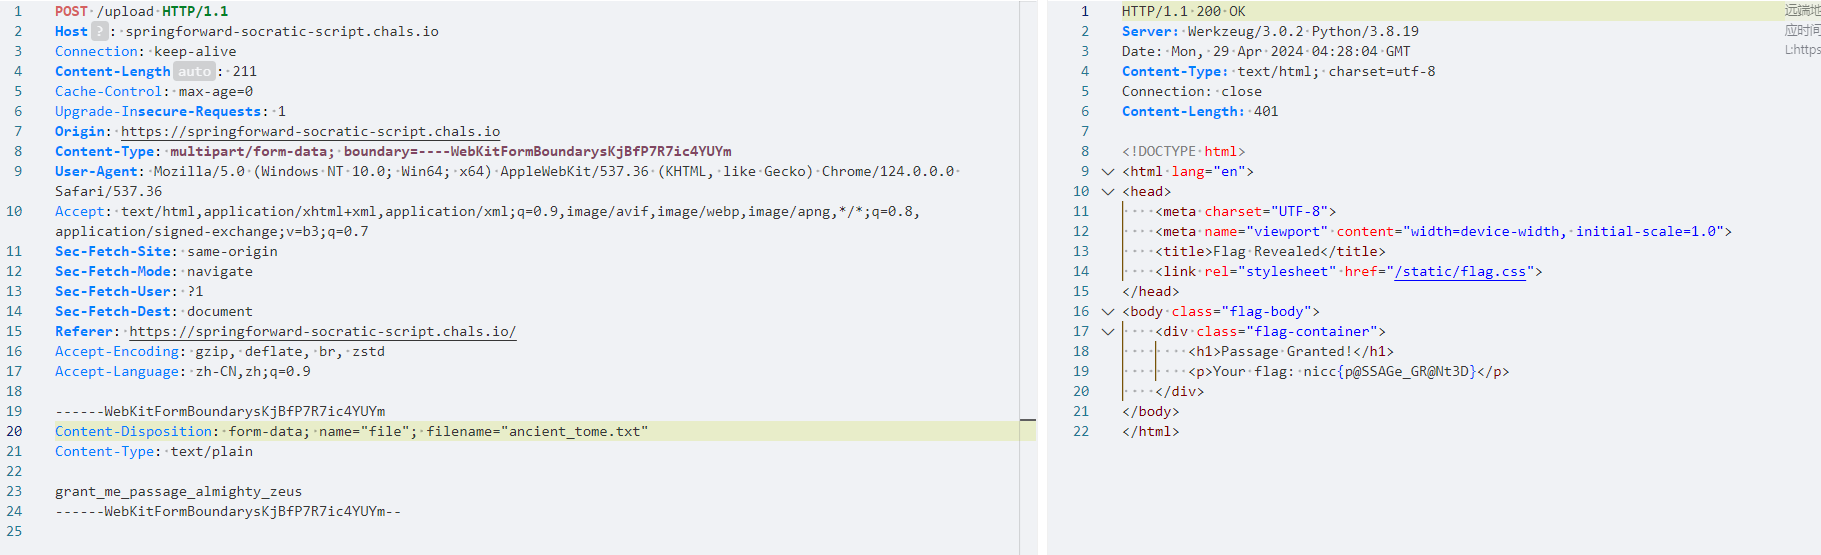 1 POST /upload HTTP/1.1
2 Host ? : springforward-socratic-script.chals.io
3 Connection: keep-alive
4 Content-Length auto : 211
5 Cache-Control: max-age=0
6 Upgrade-Insecure-Requests: 1
7 Origin: https://springforward-socratic-script.chals.io
8 Content-Type: multipart/form-data; boundary=----WebKitFormBoundarysKjBfP7R7ic4YUYm
9 User-Agent: Mozilla/5.0 (Windows NT 10.0; Win64; x64) AppleWebKit/537.36 (KHTML, like Gecko) Chrome/124.0.0.0
Safari/537.36
10 Accept: text/html,application/xhtml+xml,application/xml;q=0.9,image/avif,image/webp,image/apng,*/*;q=0.8,
application/signed-exchange;v=b3;q=0.7
11 Sec-Fetch-Site: same-origin
12 Sec-Fetch-Mode: navigate
13 Sec-Fetch-User: ?1
14 Sec-Fetch-Dest: document
15 Referer: https://springforward-socratic-script.chals.io/
16 Accept-Encoding: gzip, deflate, br, zstd
17 Accept-Language: zh-CN,zh;q=0.9
18
19 ------WebKitFormBoundarysKjBfP7R7ic4YUYm
20 Content-Disposition: form-data; name="file"; filename="ancient_tome.txt"
21 Content-Type: text/plain
22
23 grant_me_passage_almighty_zeus
24 ------WebKitFormBoundarysKjBfP7R7ic4YUYm--
25
1 HTTP/1.1 200 OK
2 Server: Werkzeug/3.0.2 Python/3.8.19
3 Date: Mon, 29 Apr 2024 04:28:04 GMT
4 Content-Type: text/html; charset=utf-8
5 Connection: close
6 Content-Length: 401
7
8 <!DOCTYPE html>
9 <html lang="en">
10 <head>
11 <meta charset="UTF-8">
12 <meta name="viewport" content="width=device-width, initial-scale=1.0">
13 <title>Flag Revealed</title>
14 <link rel="stylesheet" href="/static/flag.css">
15 </head>
16 <body class="flag-body">
17 <div class="flag-container">
18 <h1>Passage Granted!</h1>
19 <p>Your flag: nicc{p@SSAGe_GR@Nt3D}</p>
20 </div>
21 </body>
22 </html>
远端地
应时间
L:https